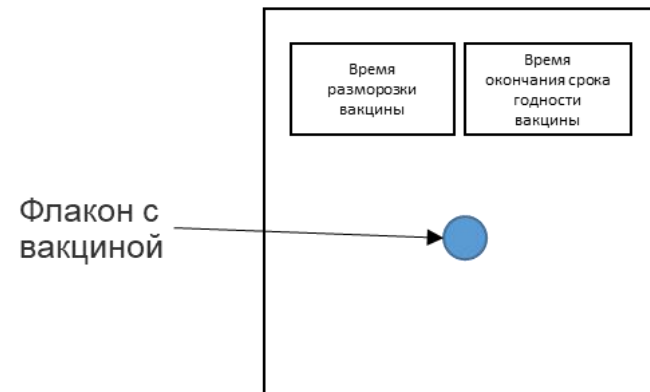 Время
разморозки
вакцины
Время
окончания срока
годности
вакцины
Флакон с
вакциной